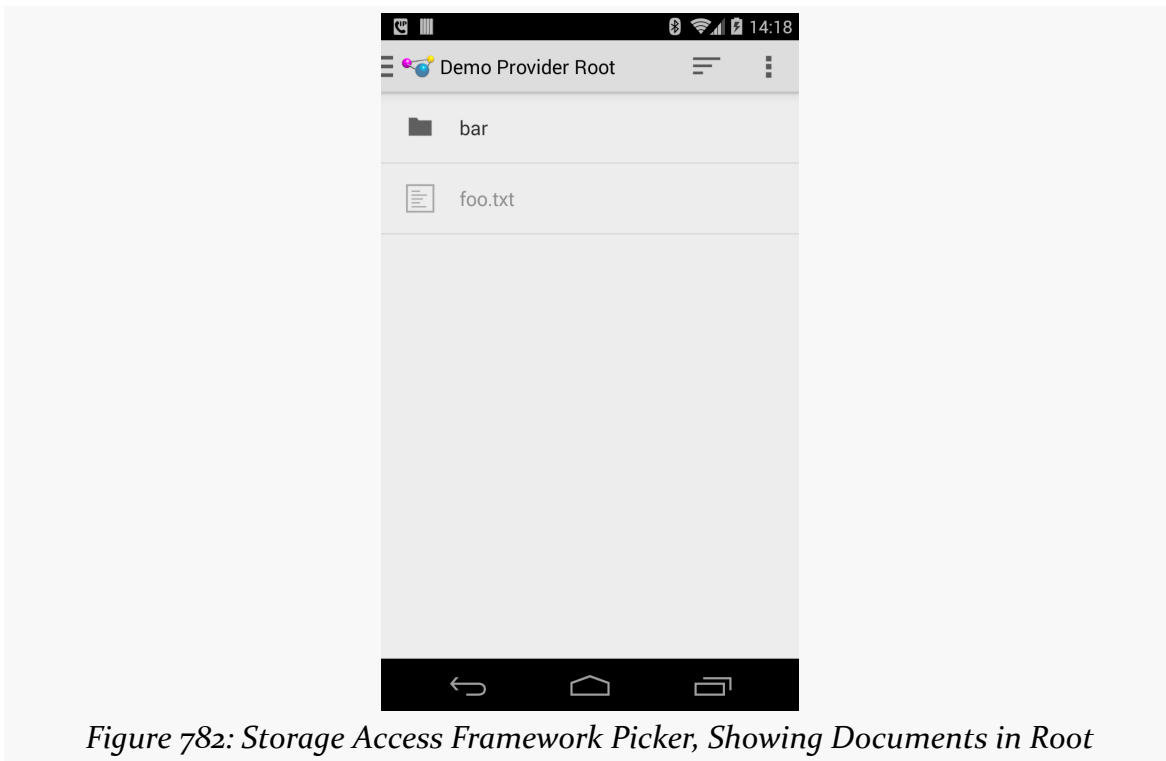 14:18
Demo Provider Root
bar
foo.txt
Figure 782: Storage Access Framework Picker, Showing Documents in Root